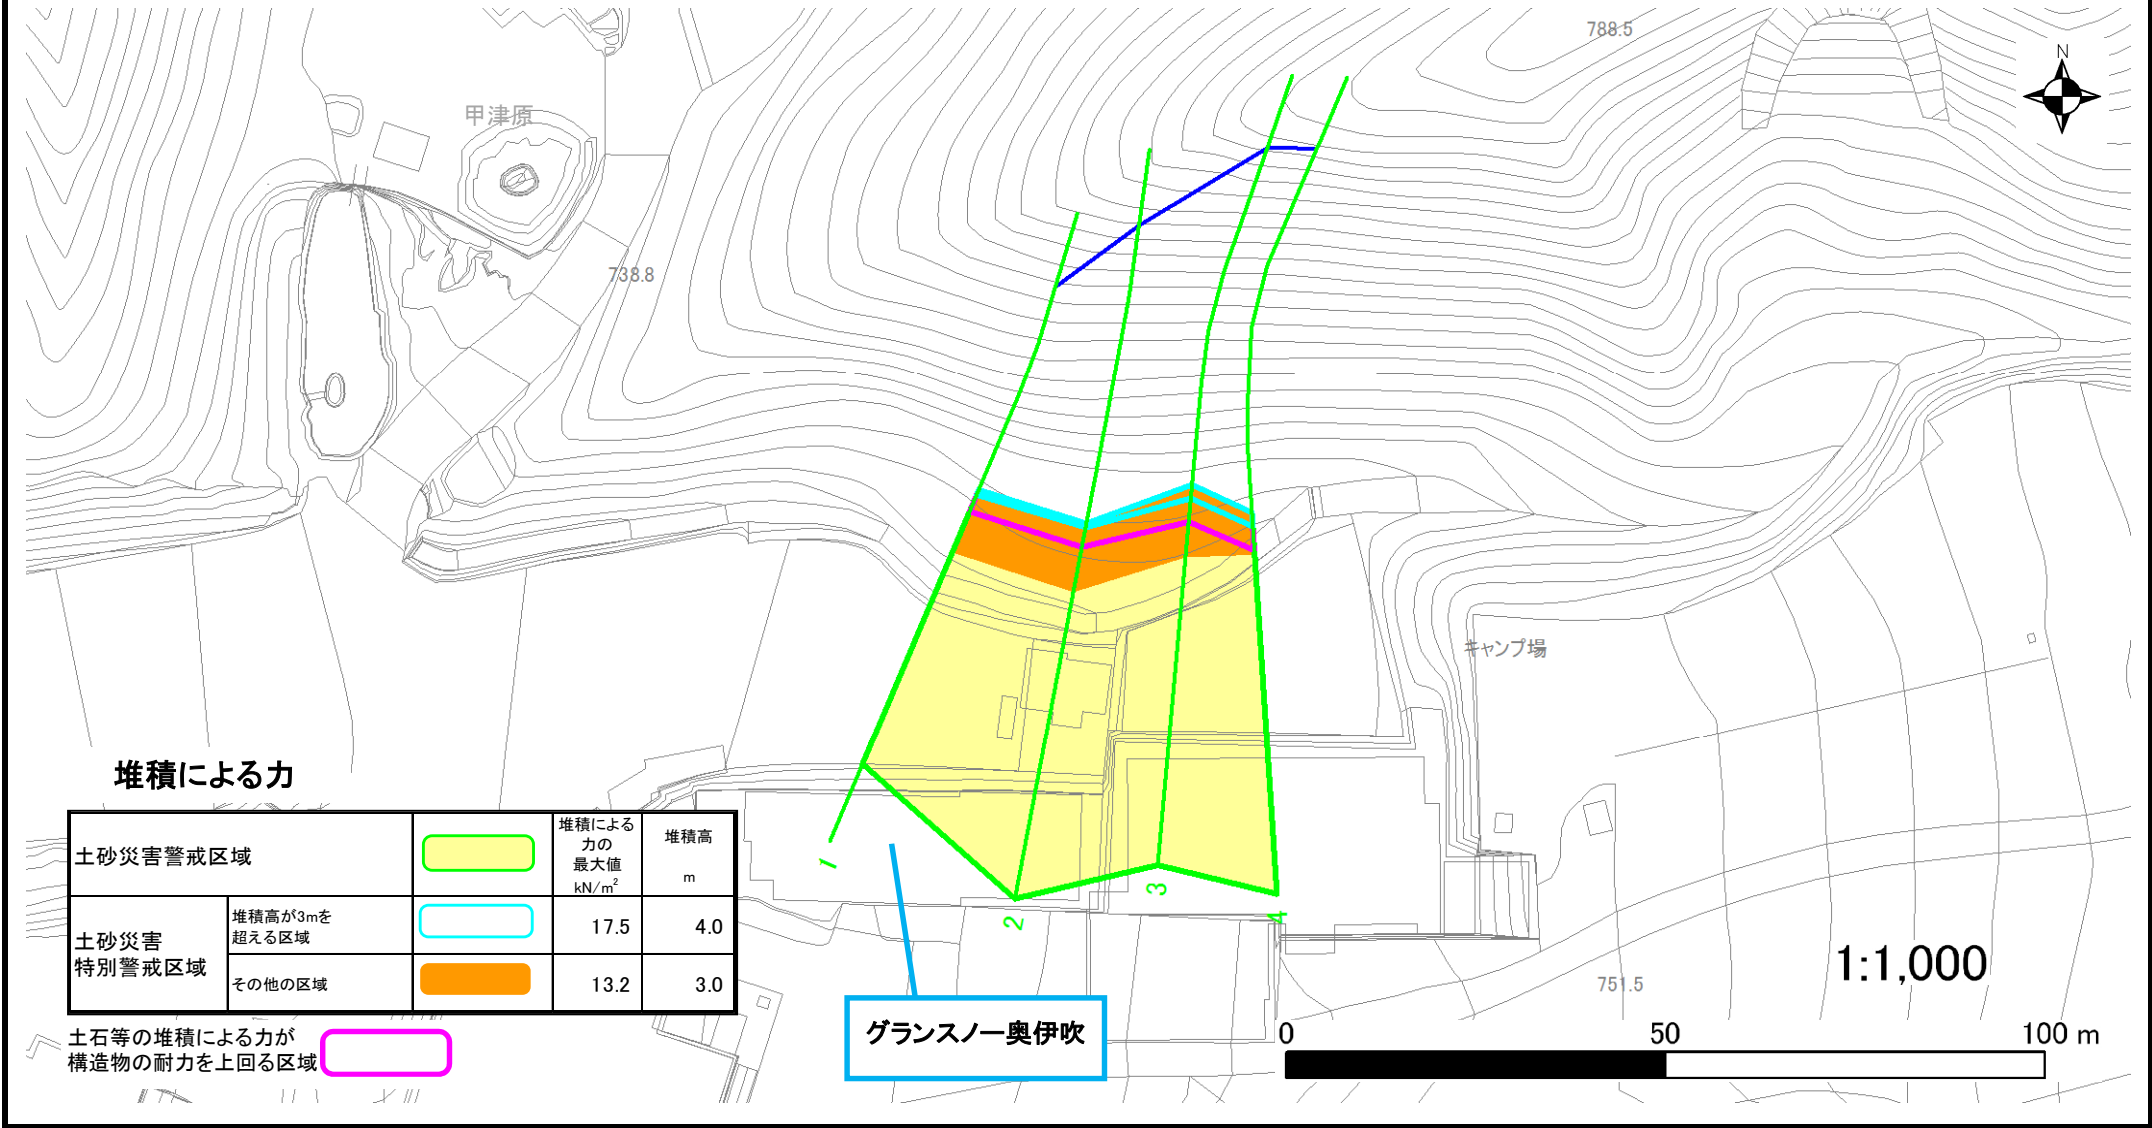 788.5
N
甲津原
738.8
キャンプ場
堆積による力
土砂災害警戒区域
堆積による
力の
最大値
kN/m²
堆積高
m
土砂災害
特別警戒区域
堆積高が3mを
超える区域
17.5
4.0
その他の区域
13.2
3.0
土石等の堆積による力が
構造物の耐力を上回る区域
1
2
3
4
グランスノー奥伊吹
751.5
1:1,000
0
50
100 m